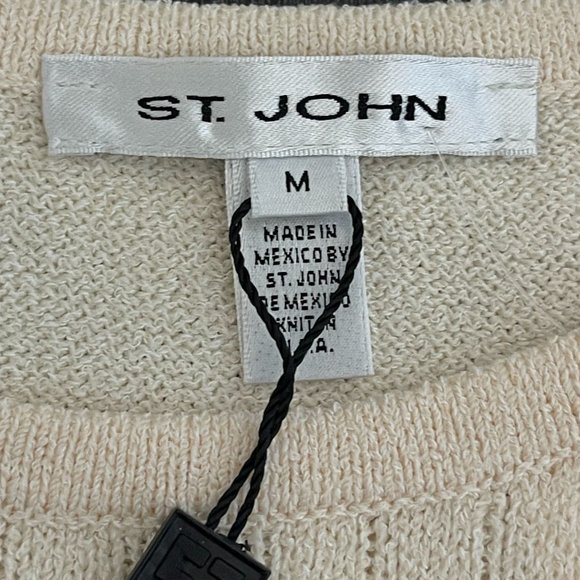 ST. JOHN
M
MADE IN
MEXICO BY
ST. JOHN
DE MEXICO
KNIT IN
U.S.A.